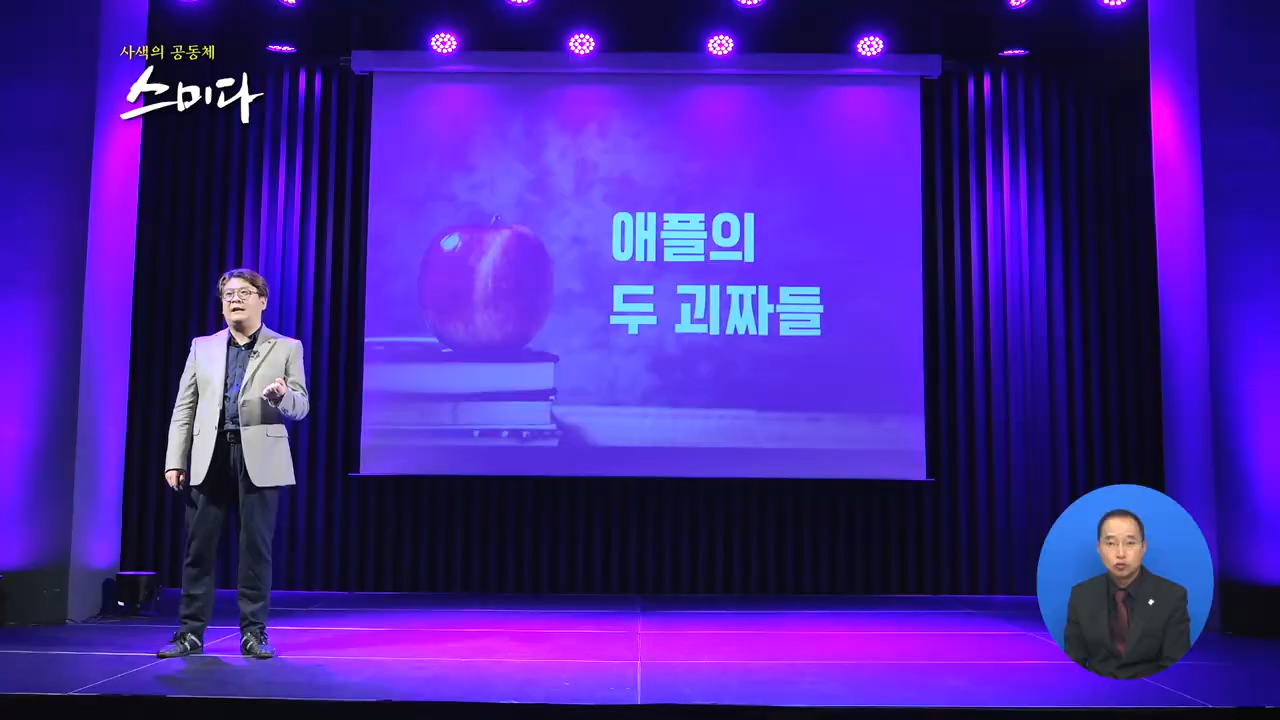 사색의 공동체
스미다
애플의
두 괴짜들